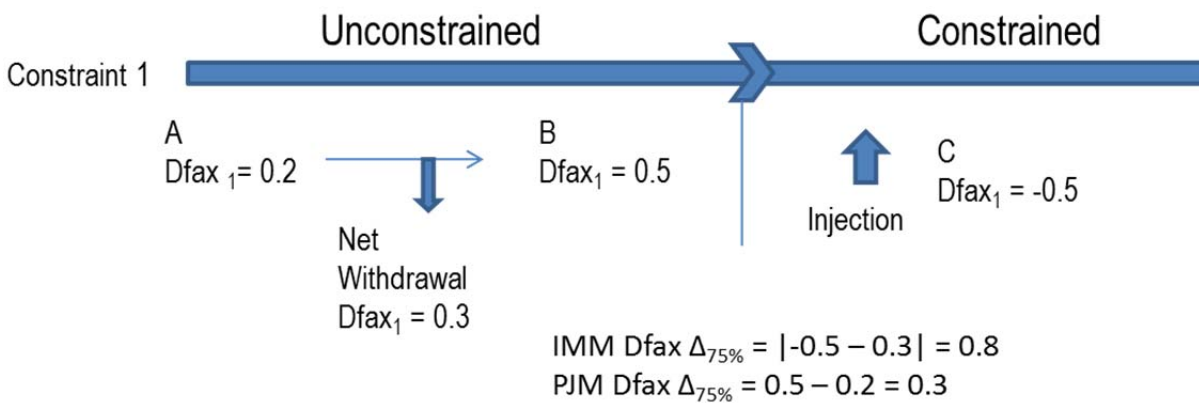 Unconstrained
Constrained
Constraint 1
A
Dfax ₁= 0.2
B
Dfax₁ = 0.5
C
Dfax₁ = -0.5
Injection
Net
Withdrawal
Dfax₁ = 0.3
IMM Dfax Δ₇₅% = |-0.5 – 0.3| = 0.8
PJM Dfax Δ₇₅% = 0.5 – 0.2 = 0.3